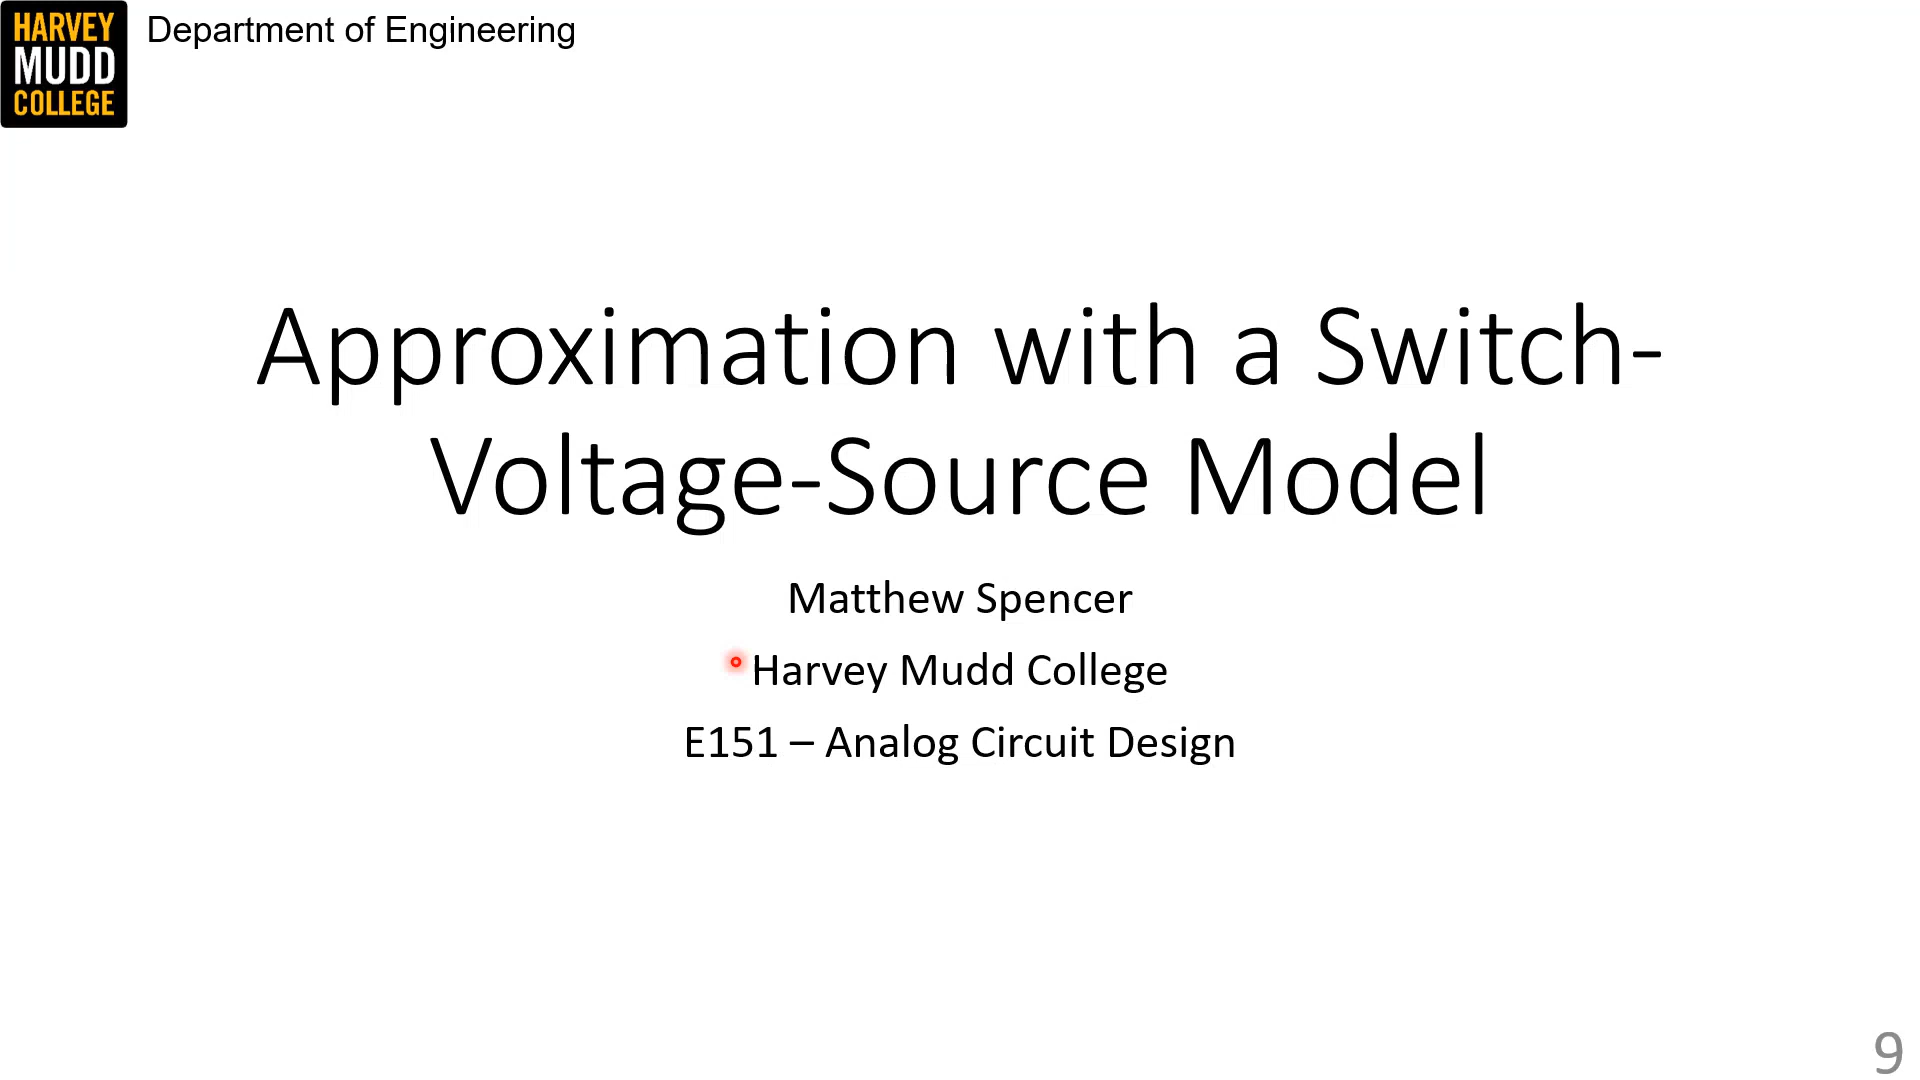 HARVEY
MUDD
COLLEGE
Department of Engineering
Approximation with a Switch-
Voltage-Source Model
Matthew Spencer
Harvey Mudd College
E151 – Analog Circuit Design
9